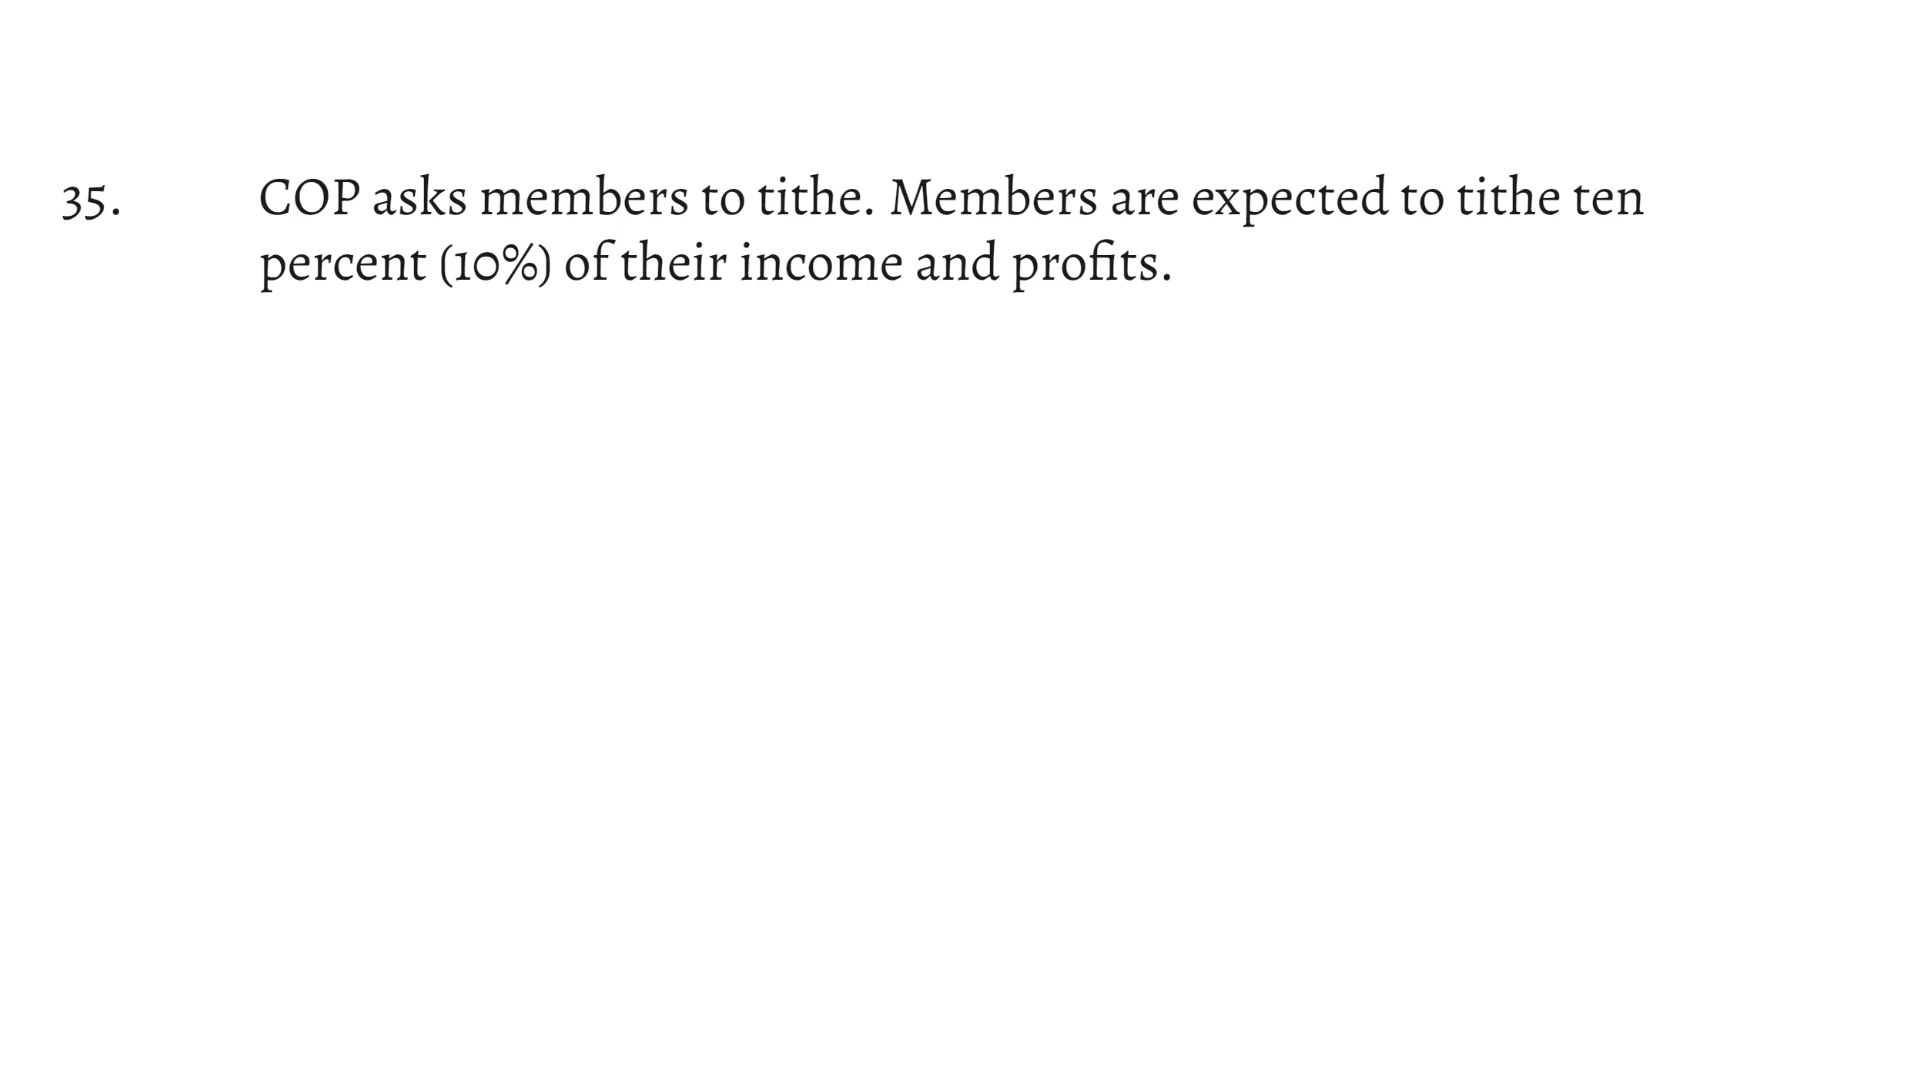 35. COP asks members to tithe. Members are expected to tithe ten
percent (10%) of their income and profits.